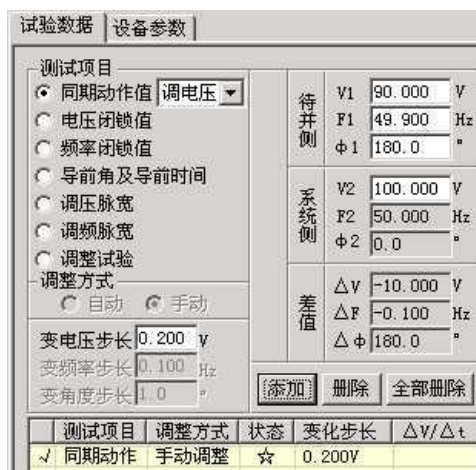 试验数据 设备参数
测试项目
同期动作值 调电压
电压闭锁值
频率闭锁值
导前角及导前时间
调压脉宽
调频脉宽
调整试验
调整方式
自动 手动
变电压步长 0.200 V
变频率步长 0.100 Hz
变角度步长 1.0 °
待并侧
V1 90.000 V
F1 49.900 Hz
Φ1 180.0 °
系统侧
V2 100.000 V
F2 50.000 Hz
Φ2 0.0 °
差值
△V -10.000 V
△F -0.100 Hz
△Φ 180.0 °
添加 删除 全部删除
测试项目 调整方式 状态 变化步长 △V/△t
√ 同期动作 手动调整 ☆ 0.200V